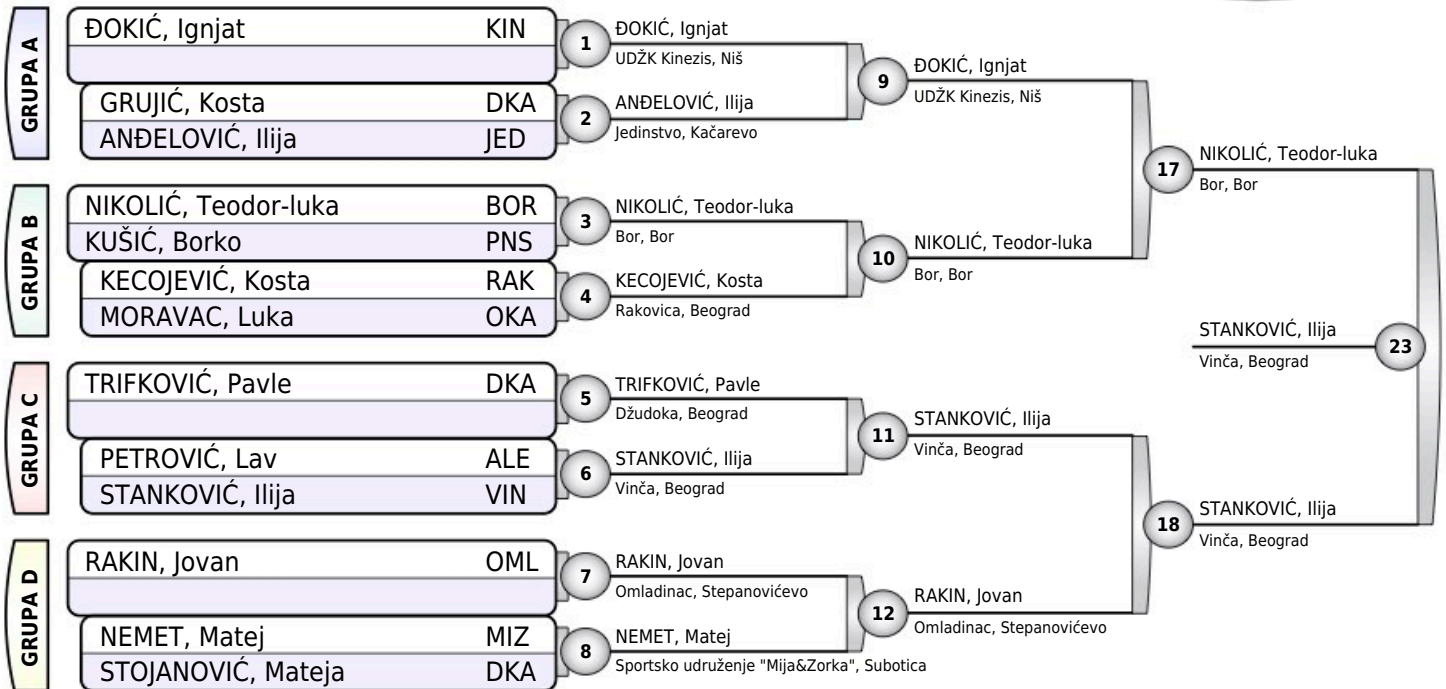 GRUPA A
ĐOKIĆ, Ignjat KIN
GRUJIĆ, Kosta DKA
ANĐELOVIĆ, Ilija JED
GRUPA B
NIKOLIĆ, Teodor-luka BOR
KUŠIĆ, Borko PNS
KECOJEVIĆ, Kosta RAK
MORAVAC, Luka OKA
GRUPA C
TRIFKOVIĆ, Pavle DKA
PETROVIĆ, Lav ALE
STANKOVIĆ, Ilija VIN
GRUPA D
RAKIN, Jovan OML
NEMET, Matej MIZ
STOJANOVIĆ, Mateja DKA
1
ĐOKIĆ, Ignjat
UDŽK Kinezis, Niš
2
ANĐELOVIĆ, Ilija
Jedinstvo, Kačarevo
3
NIKOLIĆ, Teodor-luka
Bor, Bor
4
KECOJEVIĆ, Kosta
Rakovica, Beograd
5
TRIFKOVIĆ, Pavle
Džudoka, Beograd
6
STANKOVIĆ, Ilija
Vinča, Beograd
7
RAKIN, Jovan
Omladinac, Stepanovićevo
8
NEMET, Matej
Sportsko udruženje "Mija&Zorka", Subotica
9
ĐOKIĆ, Ignjat
UDŽK Kinezis, Niš
10
NIKOLIĆ, Teodor-luka
Bor, Bor
11
STANKOVIĆ, Ilija
Vinča, Beograd
12
RAKIN, Jovan
Omladinac, Stepanovićevo
17
NIKOLIĆ, Teodor-luka
Bor, Bor
18
STANKOVIĆ, Ilija
Vinča, Beograd
STANKOVIĆ, Ilija
Vinča, Beograd
23